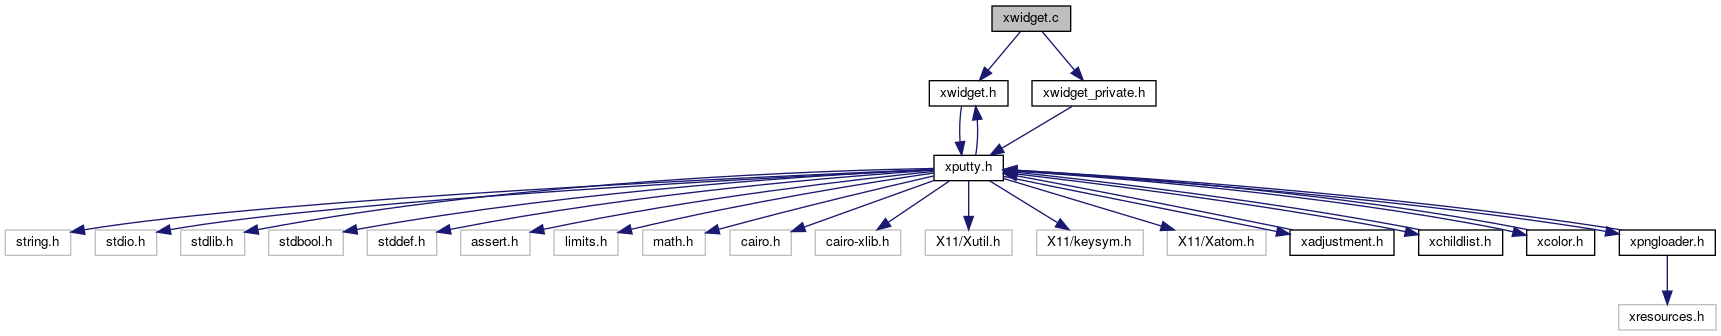 xwidget.c
xwidget.h
xwidget_private.h
xputty.h
string.h
stdio.h
stdlib.h
stdbool.h
stddef.h
assert.h
limits.h
math.h
cairo.h
cairo-xlib.h
X11/Xutil.h
X11/keysym.h
X11/Xatom.h
xadjustment.h
xchildlist.h
xcolor.h
xpngloader.h
xresources.h